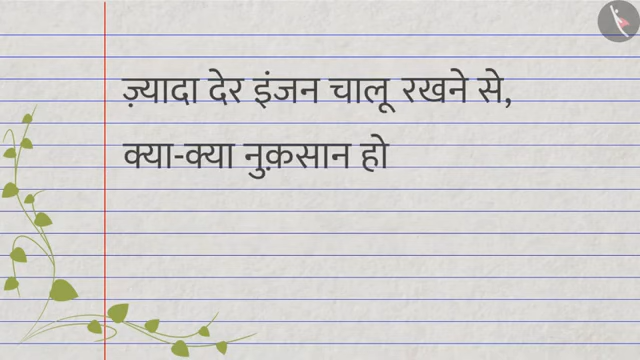 ज़्यादा देर इंजन चालू रखने से,
क्या-क्या नुक़सान हो